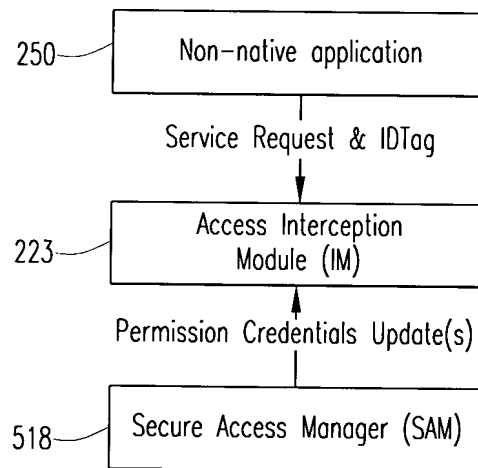 250
Non-native application
Service Request & IDTag
223
Access Interception
Module (IM)
Permission Credentials Update(s)
518
Secure Access Manager (SAM)